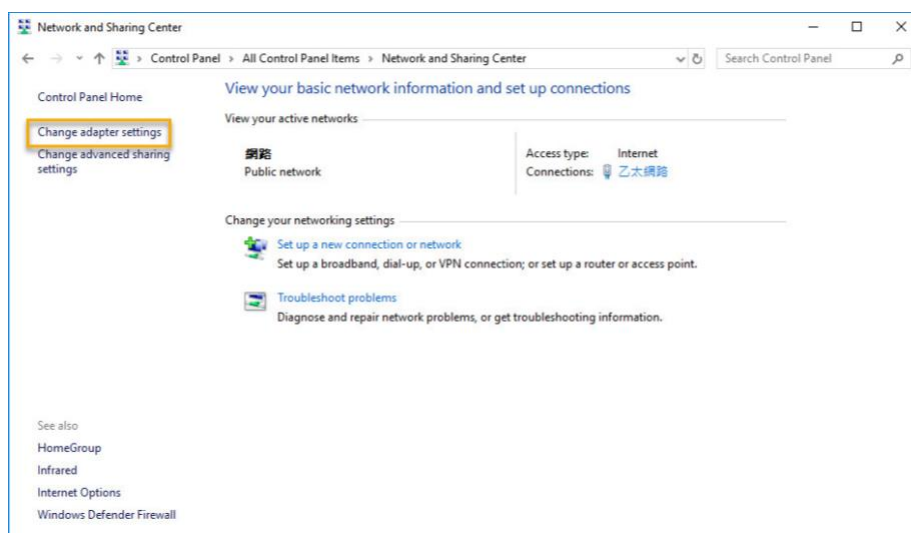 Network and Sharing Center
Control Panel > All Control Panel Items > Network and Sharing Center
Search Control Panel
Control Panel Home
Change adapter settings
Change advanced sharing
settings
View your basic network information and set up connections
View your active networks
網路
Public network
Access type: Internet
Connections: 乙太網路
Change your networking settings
Set up a new connection or network
Set up a broadband, dial-up, or VPN connection; or set up a router or access point.
Troubleshoot problems
Diagnose and repair network problems, or get troubleshooting information.
See also
HomeGroup
Infrared
Internet Options
Windows Defender Firewall